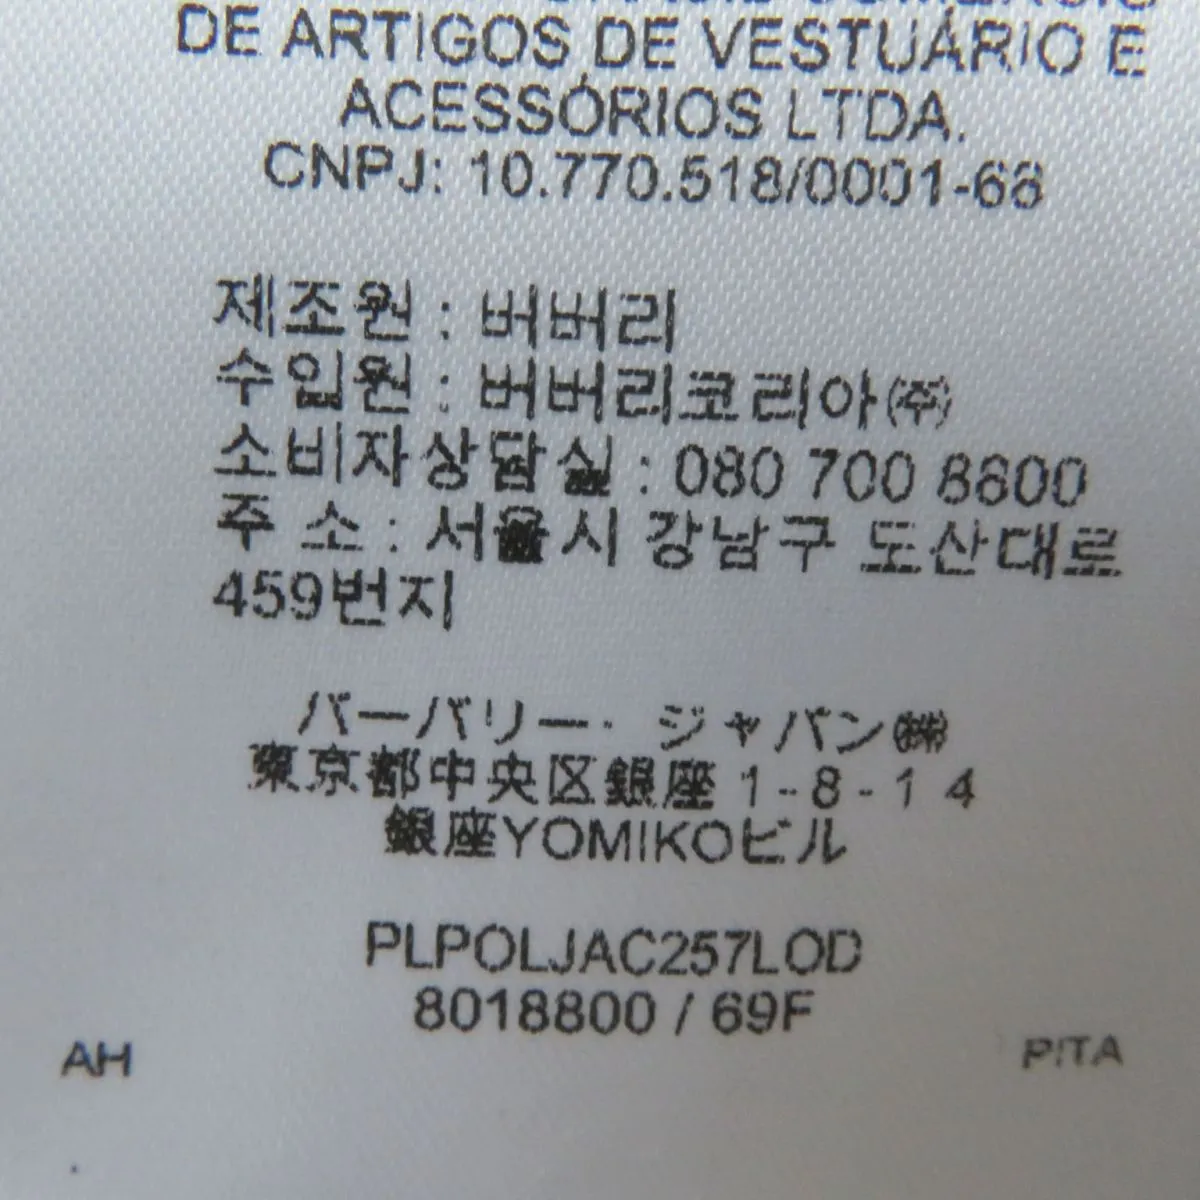 DE ARTIGOS DE VESTUÁRIO E
ACESSÓRIOS LTDA.
CNPJ: 10.770.518/0001-66
제조원 : 버버리
수입원 : 버버리코리아㈜
소비자상담실 : 080 700 8800
주 소 : 서울시 강남구 도산대로
459번지
バーバリー・ジャパン㈱
東京都中央区銀座 1-8-14
銀座YOMIKOビル
PLPOLJAC257LOD
8018800 / 69F
AH
PITA